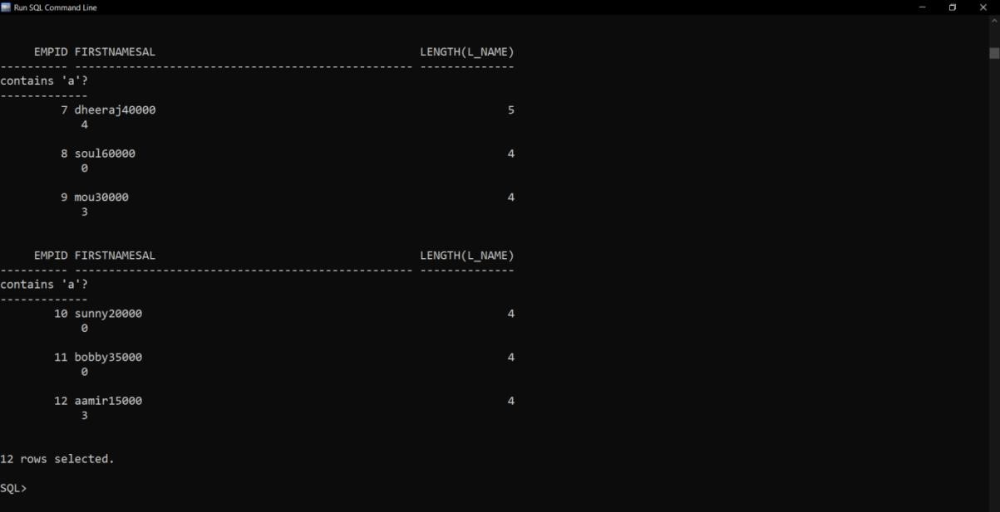 Run SQL Command Line
EMPID FIRSTNAMESAL LENGTH(L_NAME)
---------- -------------------------------------------------- --------------
contains 'a'?
-------------
7 dheeraj40000 5
4
8 soul60000 4
0
9 mou30000 4
3
EMPID FIRSTNAMESAL LENGTH(L_NAME)
---------- -------------------------------------------------- --------------
contains 'a'?
-------------
10 sunny20000 4
0
11 bobby35000 4
0
12 aamir15000 4
3
12 rows selected.
SQL>